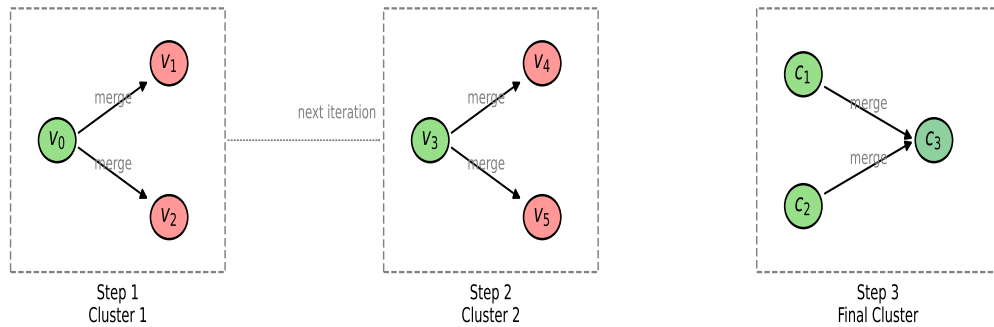 v1
merge
v0
merge
v2
Step 1
Cluster 1
next iteration
v4
merge
v3
merge
v5
Step 2
Cluster 2
c1
merge
c3
merge
c2
Step 3
Final Cluster